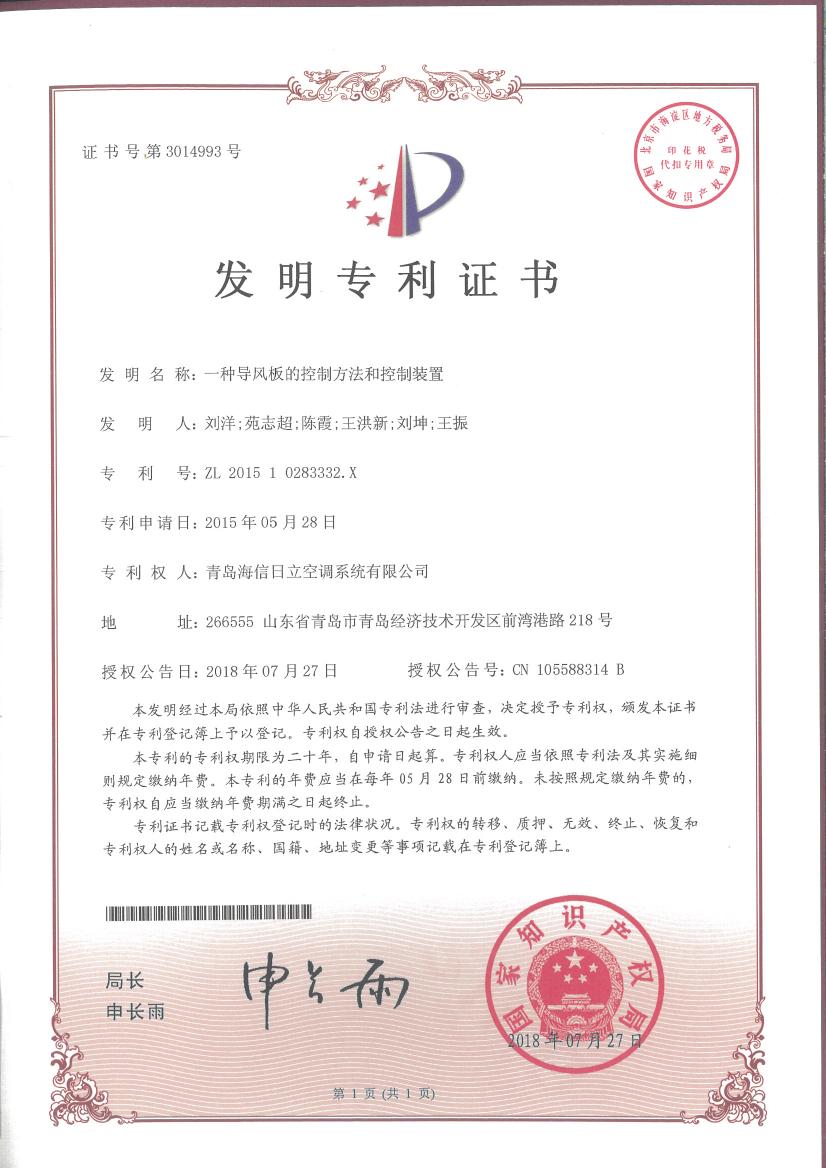 证书号第3014993号
北京市海淀区地方税务局
印花税
代扣专用章
国家知识产权局
发明专利证书
发明名称：一种导风板的控制方法和控制装置
发明人：刘洋;苑志超;陈霞;王洪新;刘坤;王振
专利号：ZL 2015 1 0283332.X
专利申请日：2015年05月28日
专利权人：青岛海信日立空调系统有限公司
地址：266555 山东省青岛市青岛经济技术开发区前湾港路218号
授权公告日：2018年07月27日 授权公告号：CN 105588314 B
本发明经过本局依照中华人民共和国专利法进行审查，决定授予专利权，颁发本证书
并在专利登记簿上予以登记。专利权自授权公告之日起生效。
本专利的专利权期限为二十年，自申请日起算。专利权人应当依照专利法及其实施细
则规定缴纳年费。本专利的年费应当在每年05月28日前缴纳。未按照规定缴纳年费的，
专利权自应当缴纳年费期满之日起终止。
专利证书记载专利权登记时的法律状况。专利权的转移、质押、无效、终止、恢复和
专利权人的姓名或名称、国籍、地址变更等事项记载在专利登记簿上。
局长
申长雨
申长雨
国家知识产权局
2018年07月27日
第1页(共1页)